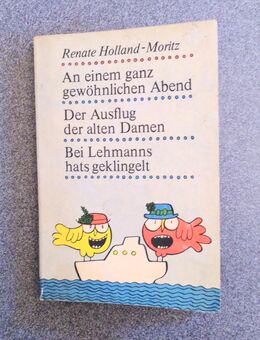 Renate Holland-Moritz
An einem ganz
gewöhnlichen Abend
Der Ausflug
der alten Damen
Bei Lehmanns
hats geklingelt